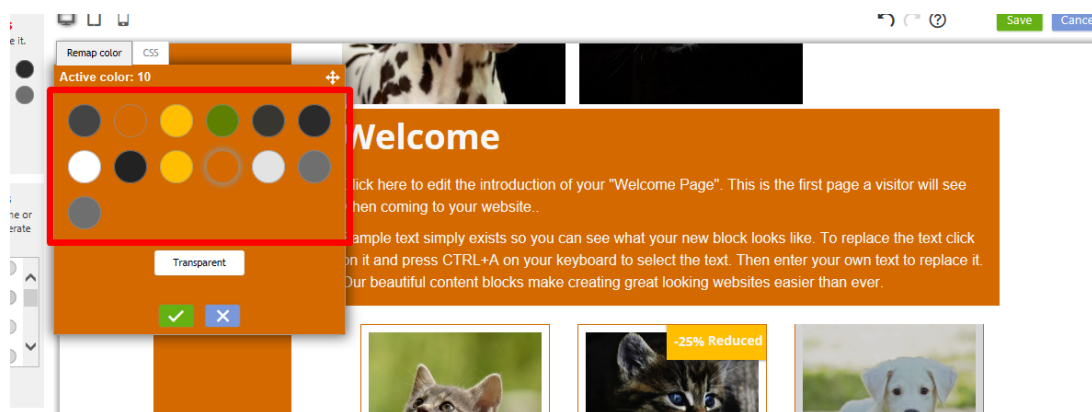 e it.
Save
Cance
Remap color
CSS
Active color: 10
Welcome
lick here to edit the introduction of your "Welcome Page". This is the first page a visitor will see
hen coming to your website..
ample text simply exists so you can see what your new block looks like. To replace the text click
on it and press CTRL+A on your keyboard to select the text. Then enter your own text to replace it.
Our beautiful content blocks make creating great looking websites easier than ever.
s
ne or
erate
Transparent
-25% Reduced